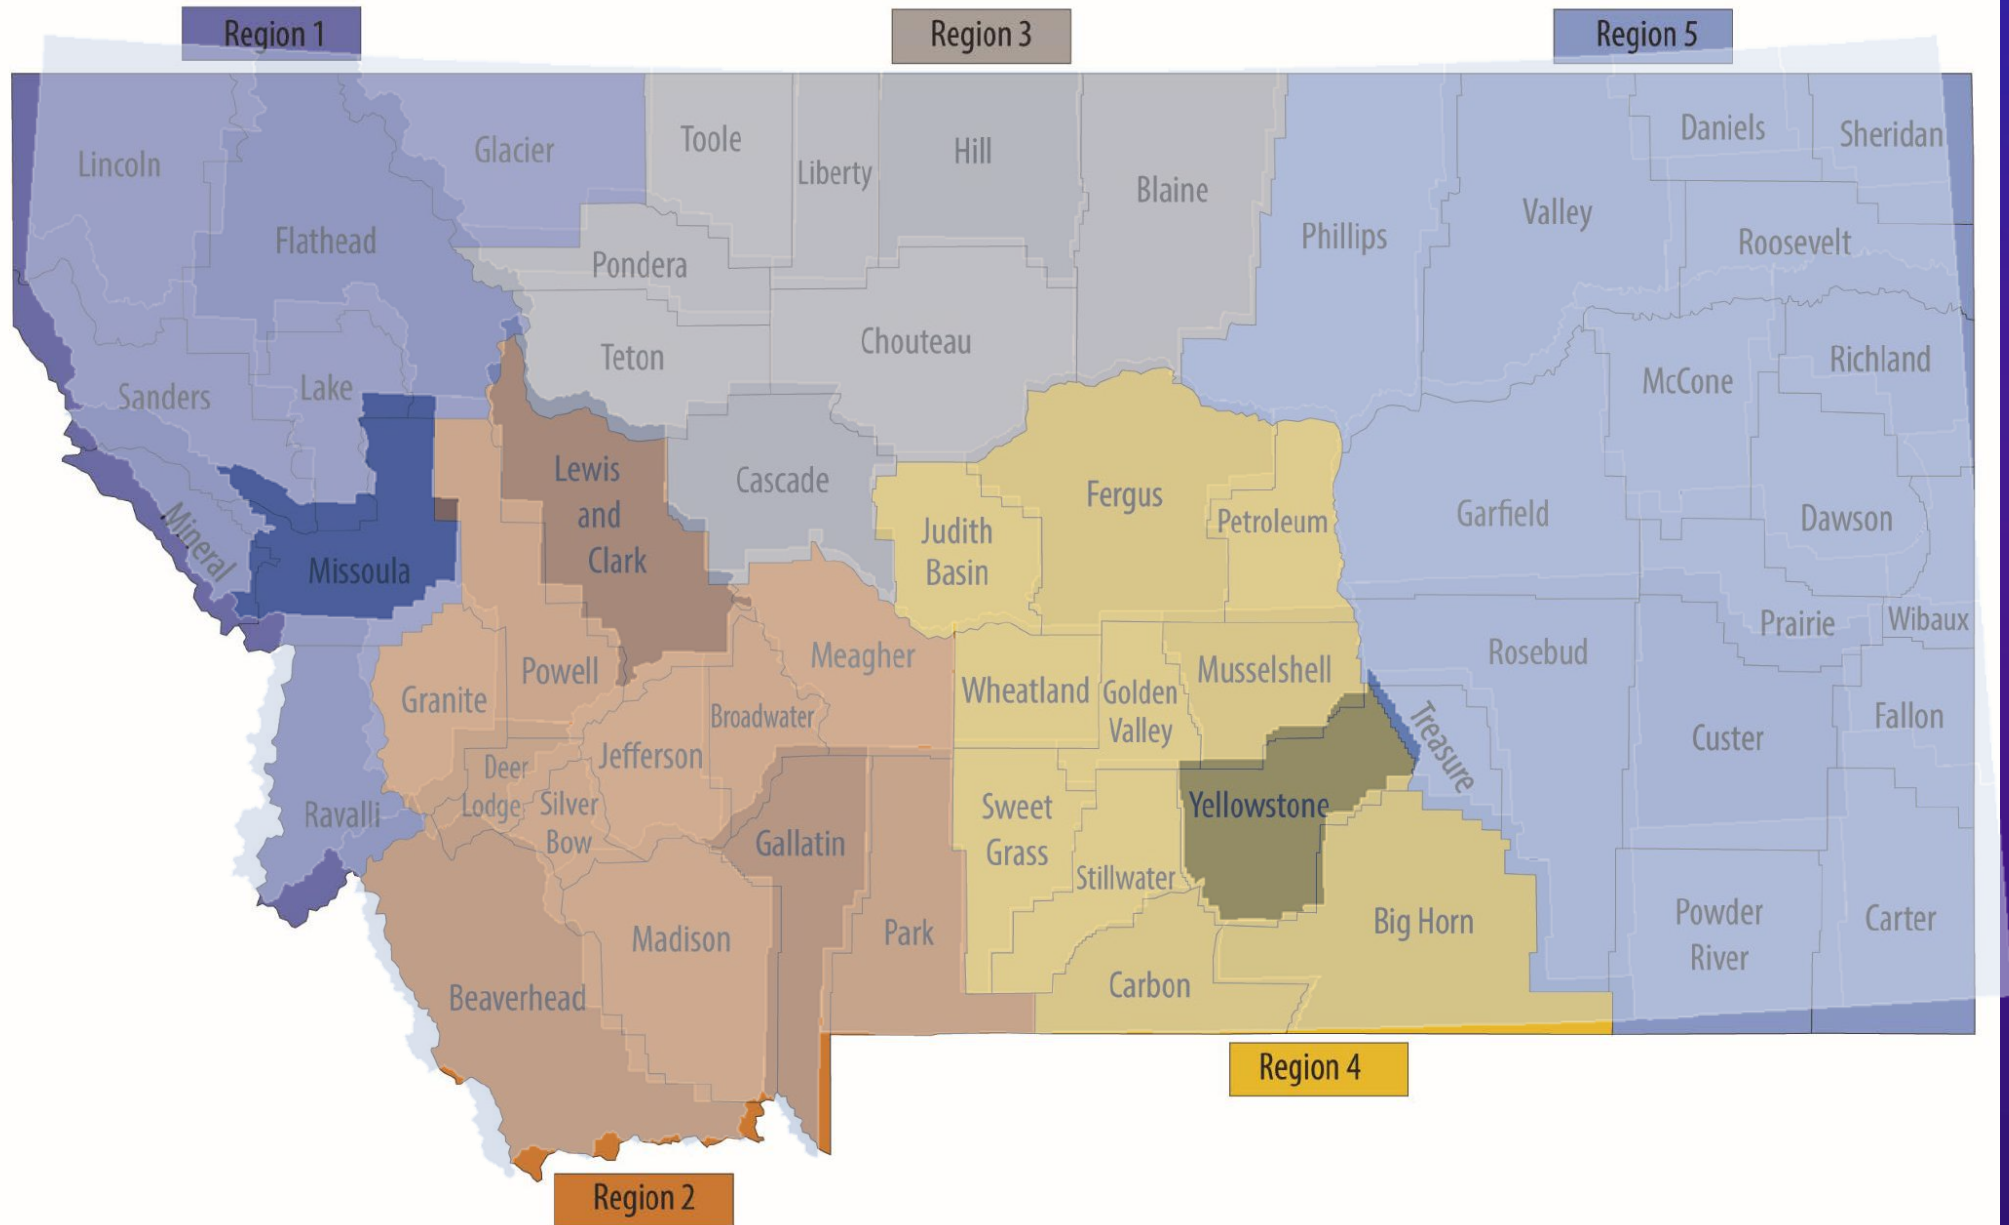 Region 1
Region 3
Region 5
Lincoln
Flathead
Glacier
Toole
Liberty
Hill
Blaine
Phillips
Valley
Daniels
Sheridan
Roosevelt
Pondera
Teton
Chouteau
Sanders
Lake
McCone
Richland
Mineral
Missoula
Lewis
and
Clark
Cascade
Judith
Basin
Fergus
Petroleum
Garfield
Dawson
Prairie
Wibaux
Granite
Powell
Meagher
Wheatland
Golden
Valley
Musselshell
Rosebud
Treasure
Custer
Fallon
Ravalli
Deer
Lodge
Silver
Bow
Jefferson
Broadwater
Gallatin
Sweet
Grass
Stillwater
Yellowstone
Beaverhead
Madison
Park
Carbon
Big Horn
Powder
River
Carter
Region 4
Region 2